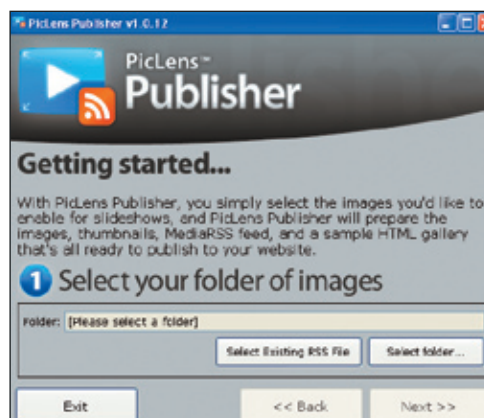 PicLens Publisher v1.0.12
PicLens™
Publisher
Getting started...
With PicLens Publisher, you simply select the images you'd like to
enable for slideshows, and PicLens Publisher will prepare the
images, thumbnails, MediaRSS feed, and a sample HTML gallery
that's all ready to publish to your website.
1 Select your folder of images
Folder: [Please select a folder]
Select Existing RSS File Select folder...
Exit << Back Next >>